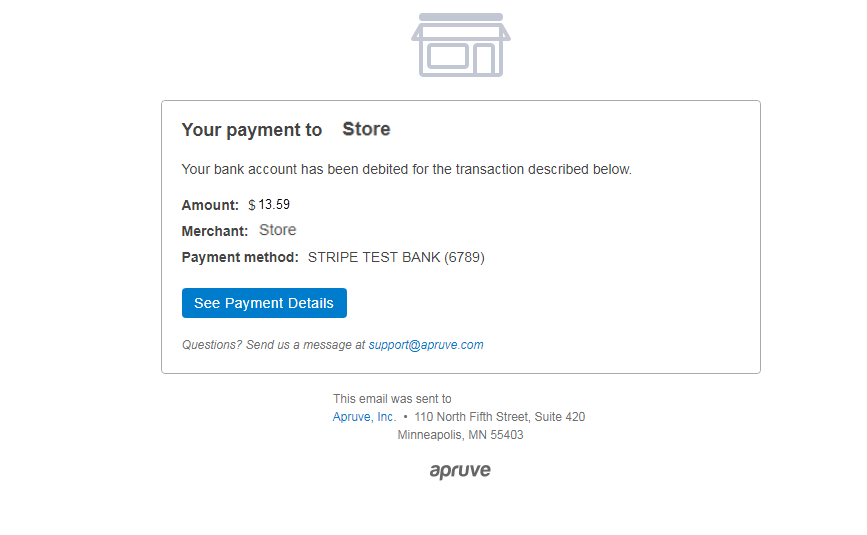 Your payment to Store
Your bank account has been debited for the transaction described below.
Amount: $ 13.59
Merchant: Store
Payment method: STRIPE TEST BANK (6789)
See Payment Details
Questions? Send us a message at support@apruve.com
This email was sent to
Apruve, Inc. • 110 North Fifth Street, Suite 420
Minneapolis, MN 55403
apruve